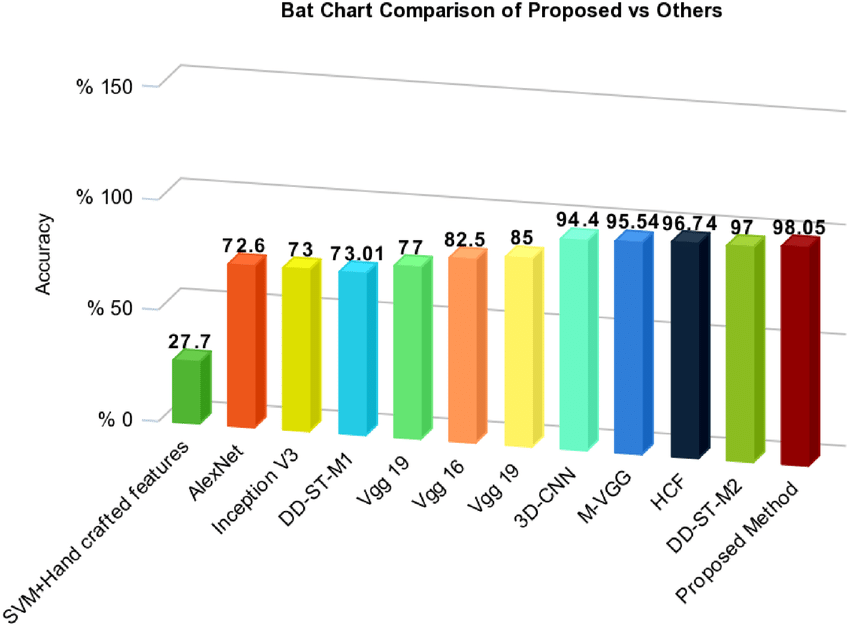 Bat Chart Comparison of Proposed vs Others
% 150
% 100
% 50
% 0
Accuracy
27.7
72.6
73
73.01
77
82.5
85
94.4
95.54
96.74
97
98.05
SVM+Hand crafted features
AlexNet
Inception V3
DD-ST-M1
Vgg 19
Vgg 16
Vgg 19
3D-CNN
M-VGG
HCF
DD-ST-M2
Proposed Method